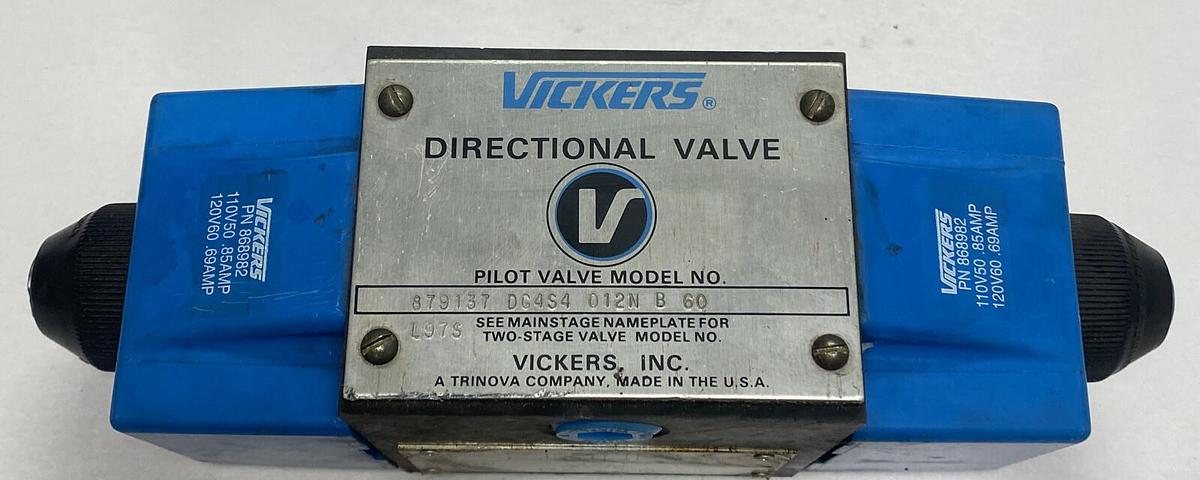 VICKERS®
DIRECTIONAL VALVE
V
PILOT VALVE MODEL NO.
879137 DG4S4 012N B 60
L97S
SEE MAINSTAGE NAMEPLATE FOR
TWO-STAGE VALVE MODEL NO.
VICKERS, INC.
A TRINOVA COMPANY, MADE IN THE U.S.A.
VICKERS
PN 868982
110V50 .85AMP
120V60 .69AMP
VICKERS
PN 868982
110V50 .85AMP
120V60 .69AMP